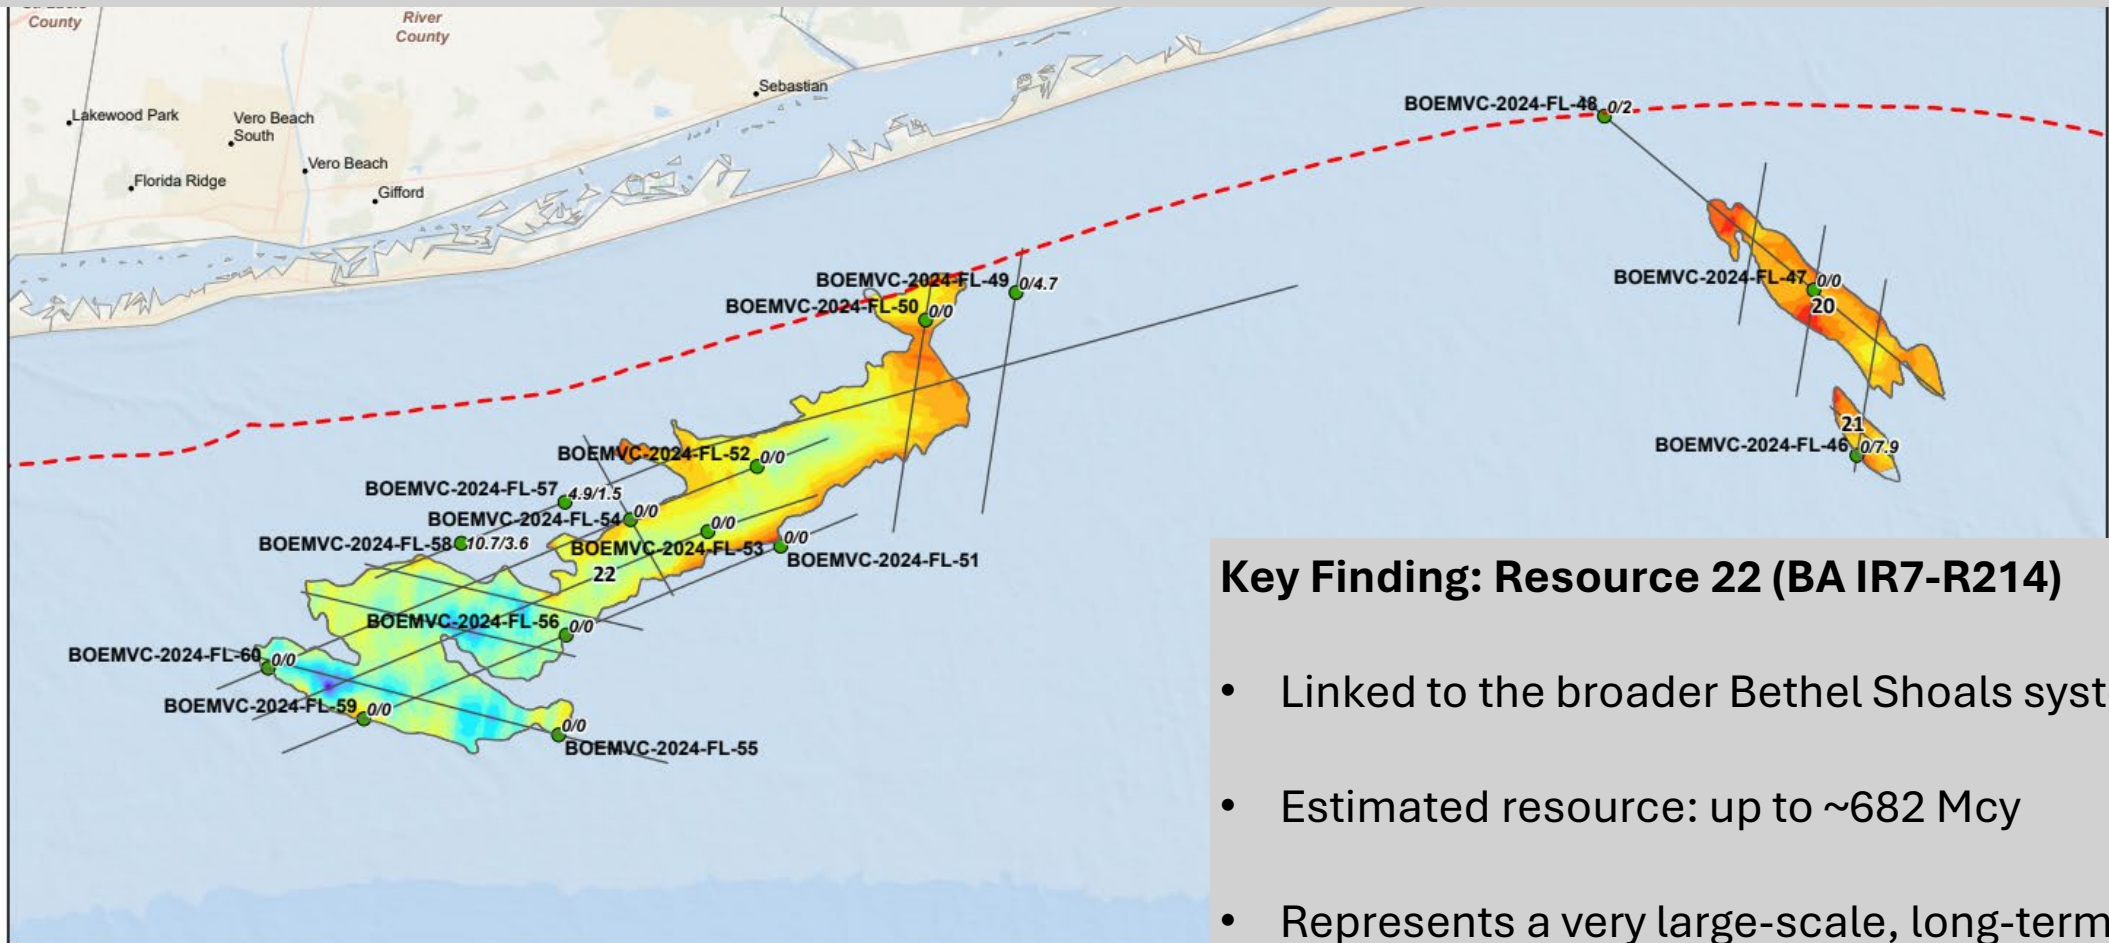 County
River
County
Sebastian
Lakewood Park
Vero Beach
South
Vero Beach
Florida Ridge
Gifford
BOEMVC-2024-FL-48 0/2
BOEMVC-2024-FL-49 0/4.7
BOEMVC-2024-FL-50 0/0
BOEMVC-2024-FL-47 0/0
20
21
BOEMVC-2024-FL-46 0/7.9
BOEMVC-2024-FL-52 0/0
BOEMVC-2024-FL-57 4.9/1.5
BOEMVC-2024-FL-54 0/0
BOEMVC-2024-FL-58 10.7/3.6
0/0
BOEMVC-2024-FL-53
0/0
BOEMVC-2024-FL-51
22
BOEMVC-2024-FL-56 0/0
BOEMVC-2024-FL-60 0/0
BOEMVC-2024-FL-59 0/0
0/0
BOEMVC-2024-FL-55
Key Finding: Resource 22 (BA IR7-R214)
• Linked to the broader Bethel Shoals syst
• Estimated resource: up to ~682 Mcy
• Represents a very large-scale, long-term